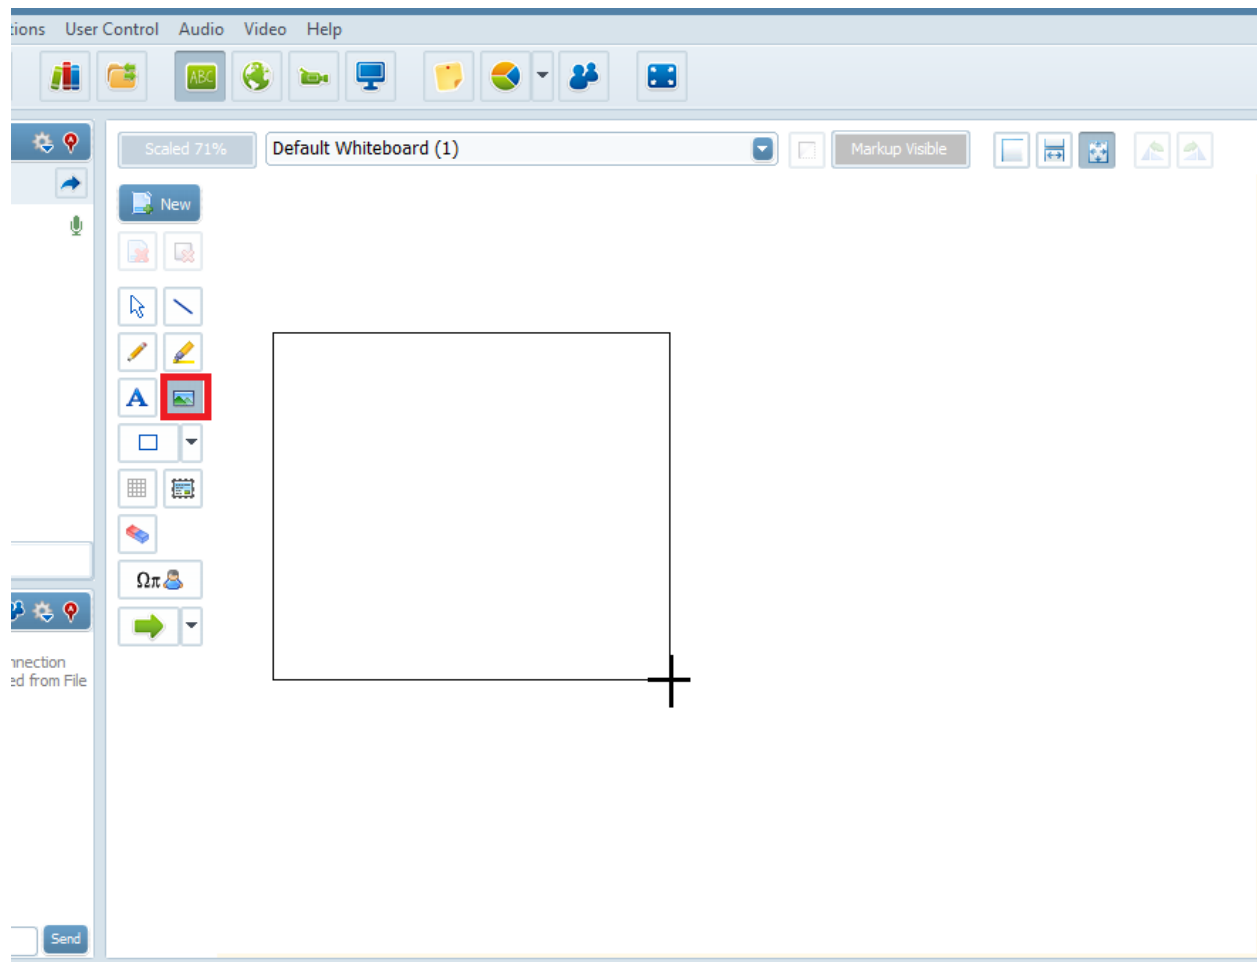 tions User Control Audio Video Help
ABC
Scaled 71% Default Whiteboard (1) Markup Visible
New
A
Ωπ
nnection
ed from File
Send